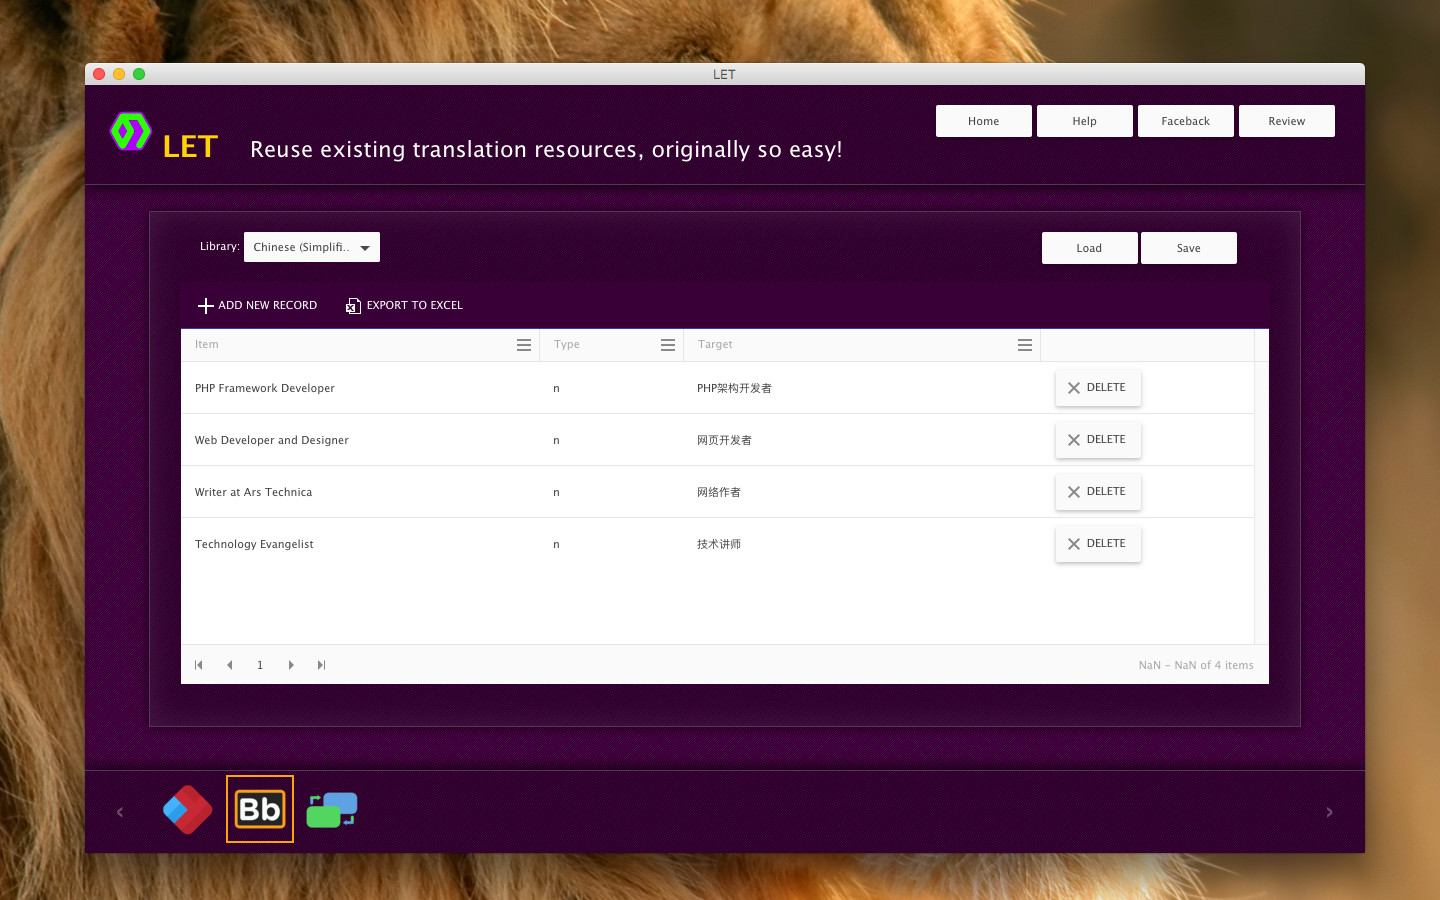 LET
LET
Reuse existing translation resources, originally so easy!
Home
Help
Faceback
Review
Library:
Chinese (Simplifi..
Load
Save
ADD NEW RECORD
EXPORT TO EXCEL
Item
Type
Target
PHP Framework Developer
n
PHP架构开发者
DELETE
Web Developer and Designer
n
网页开发者
DELETE
Writer at Ars Technica
n
网络作者
DELETE
Technology Evangelist
n
技术讲师
DELETE
1
NaN - NaN of 4 items
Bb